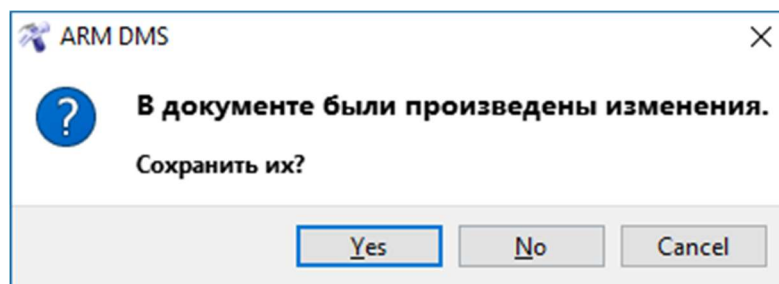 ARM DMS
В документе были произведены изменения.
Сохранить их?
Yes No Cancel